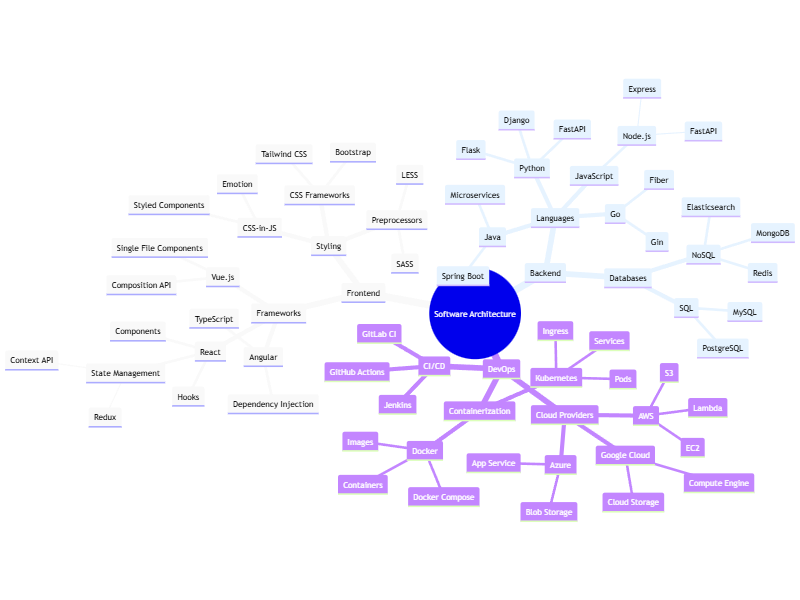 Express
Django
FastAPI
Node.js
FastAPI
Flask
Tailwind CSS
Bootstrap
Python
JavaScript
LESS
Fiber
Emotion
CSS Frameworks
Microservices
Styled Components
Elasticsearch
Preprocessors
Languages
Go
CSS-in-JS
MongoDB
Java
Gin
Single File Components
Styling
NoSQL
SASS
Redis
Vue.js
Spring Boot
Backend
Databases
Composition API
Frontend
SQL
MySQL
Frameworks
Software Architecture
TypeScript
Components
GitLab CI
Ingress
Services
PostgreSQL
React
Angular
Context API
State Management
GitHub Actions
CI/CD
DevOps
Kubernetes
Pods
S3
Hooks
Dependency Injection
Jenkins
Redux
Containerization
Cloud Providers
AWS
Lambda
Images
Docker
EC2
App Service
Azure
Google Cloud
Containers
Compute Engine
Docker Compose
Cloud Storage
Blob Storage